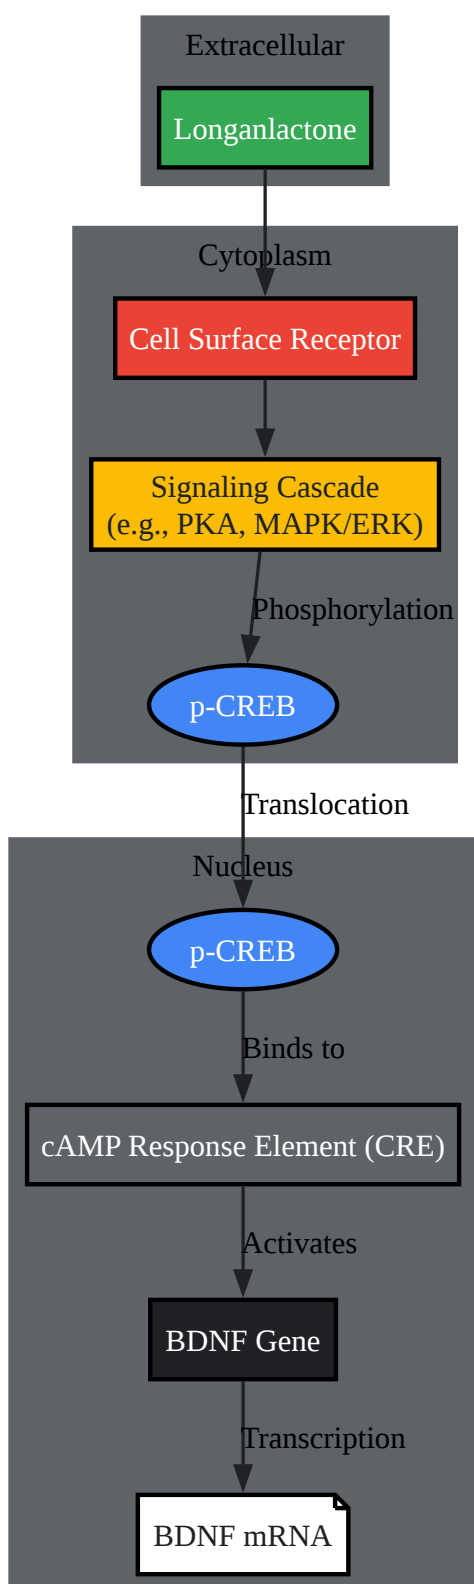 Extracellular
Longanlactone
Cytoplasm
Cell Surface Receptor
Signaling Cascade
(e.g., PKA, MAPK/ERK)
Phosphorylation
p-CREB
Translocation
Nucleus
p-CREB
Binds to
cAMP Response Element (CRE)
Activates
BDNF Gene
Transcription
BDNF mRNA